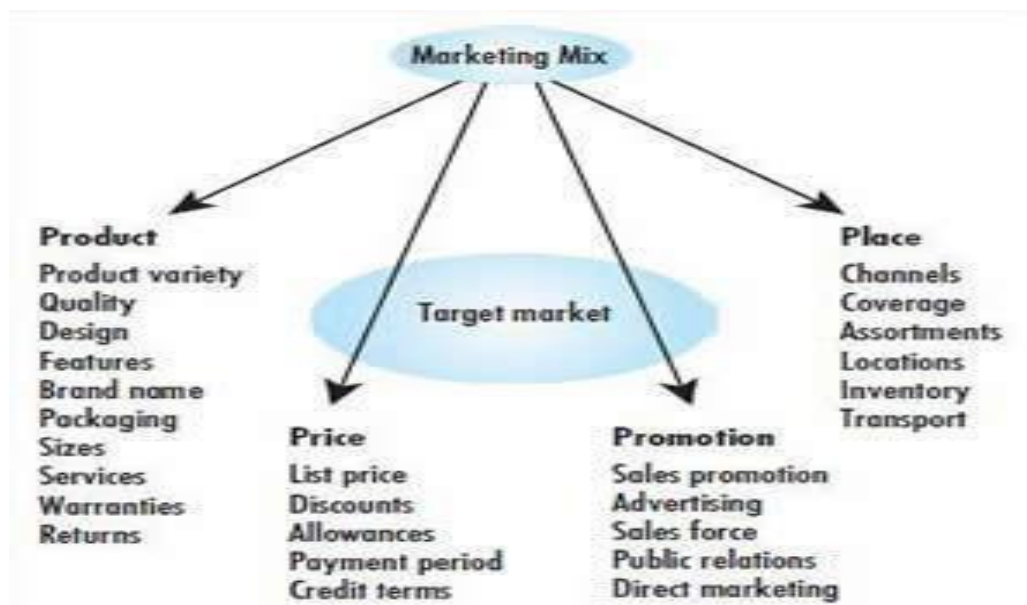 Marketing Mix
Product
Product variety
Quality
Design
Features
Brand name
Packaging
Sizes
Services
Warranties
Returns
Target market
Price
List price
Discounts
Allowances
Payment period
Credit terms
Promotion
Sales promotion
Advertising
Sales force
Public relations
Direct marketing
Place
Channels
Coverage
Assortments
Locations
Inventory
Transport